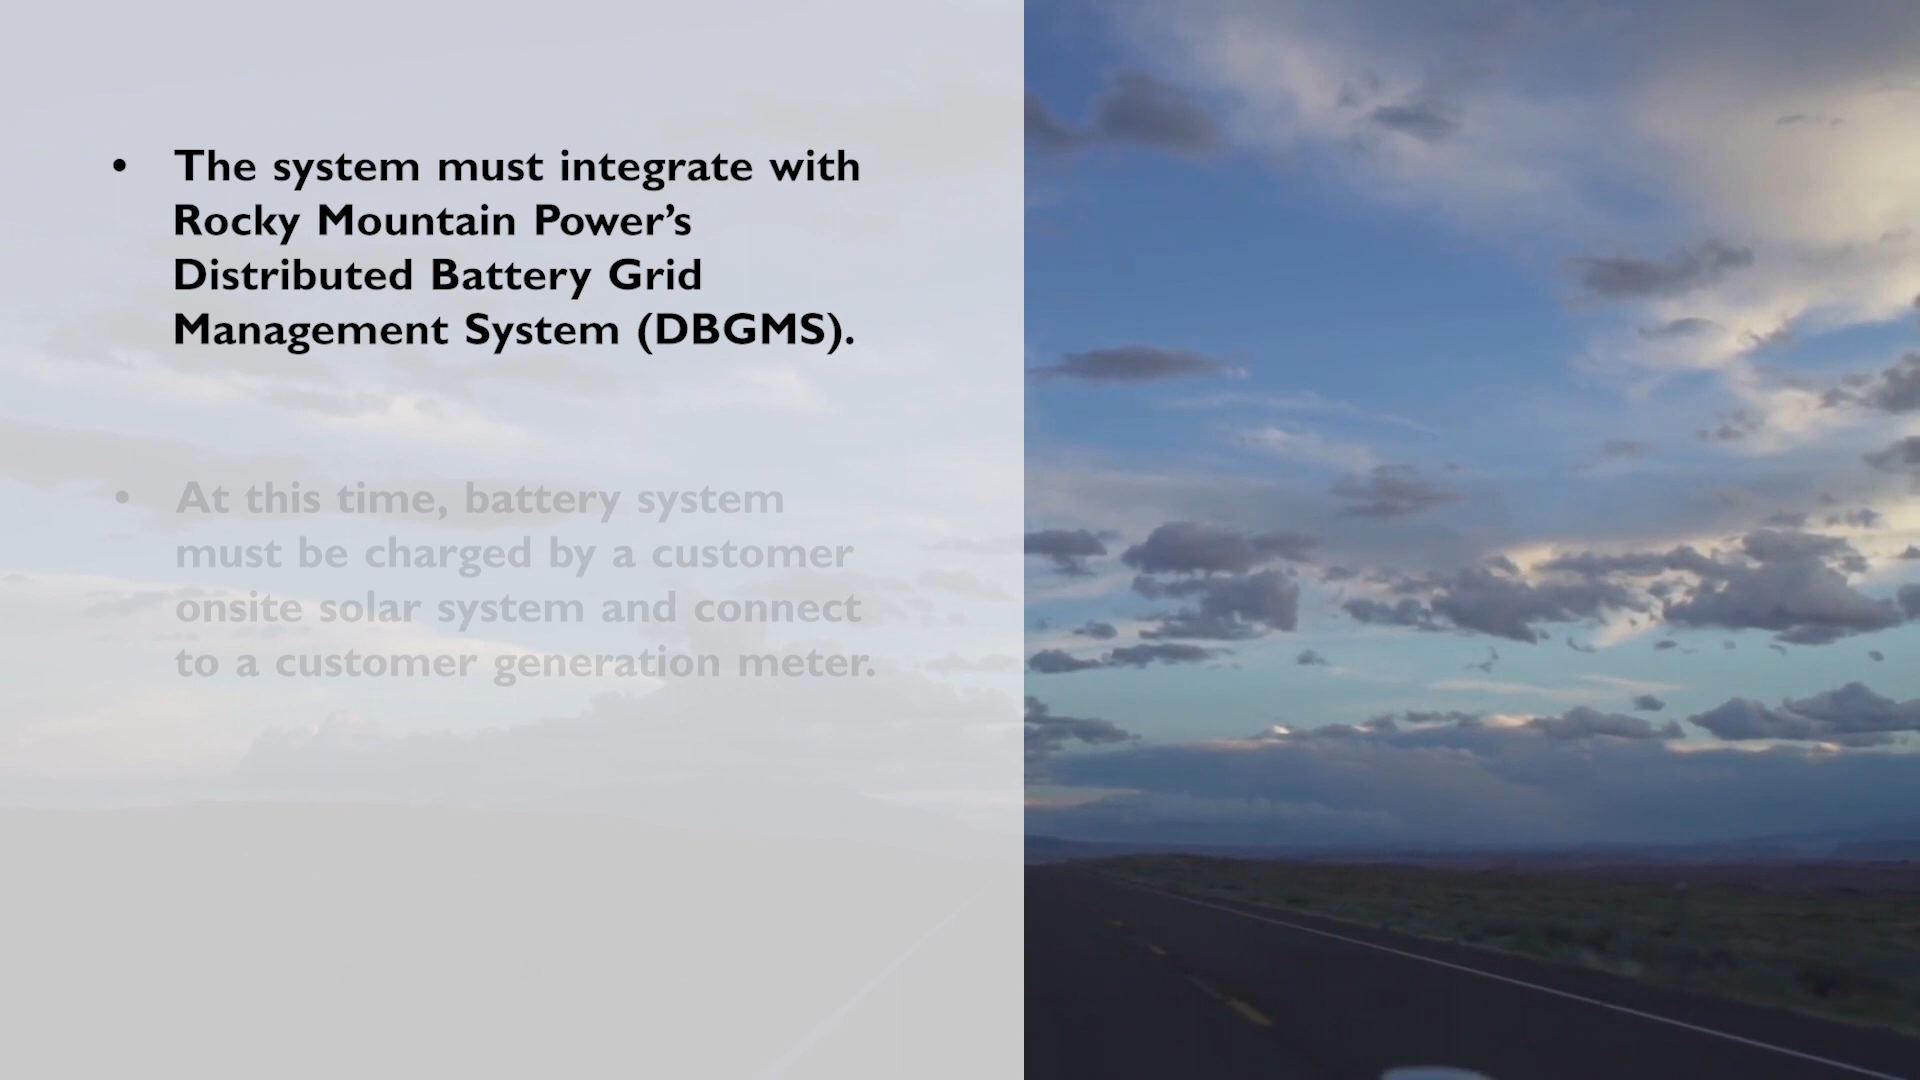 • The system must integrate with
Rocky Mountain Power’s
Distributed Battery Grid
Management System (DBGMS).
• At this time, battery system
must be charged by a customer
onsite solar system and connect
to a customer generation meter.